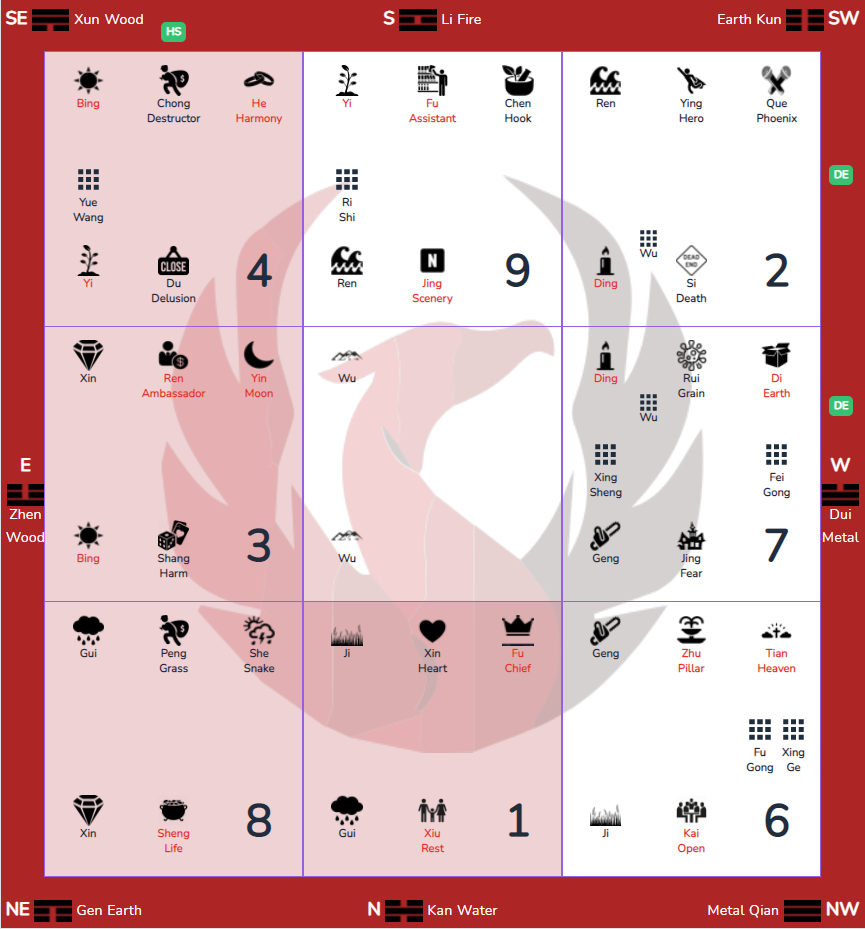 SE Xun Wood S Li Fire Earth Kun SW
HS
Bing Chong Destructor He Harmony
Yue Wang
Yi CLOSE Du Delusion 4
Yi Fu Assistant Chen Hook
Ri Shi
Ren N Jing Scenery 9
Ren Ying Hero Que Phoenix
DE
Wu
Ding DEAD END Si Death 2
E
Zhen Wood
Xin Ren Ambassador $ Yin Moon
Bing Shang Harm 3
Wu
Wu
Ding Rui Grain Di Earth
DE
Wu
Xing Sheng Fei Gong
Geng Jing Fear 7
W
Dui Metal
Gui Peng Grass $ She Snake
Xin Sheng Life 8
Ji Xin Heart Fu Chief
Gui Xiu Rest 1
Geng Zhu Pillar Tian Heaven
Fu Gong Xing Ge
Ji Kai Open 6
NE Gen Earth N Kan Water Metal Qian NW